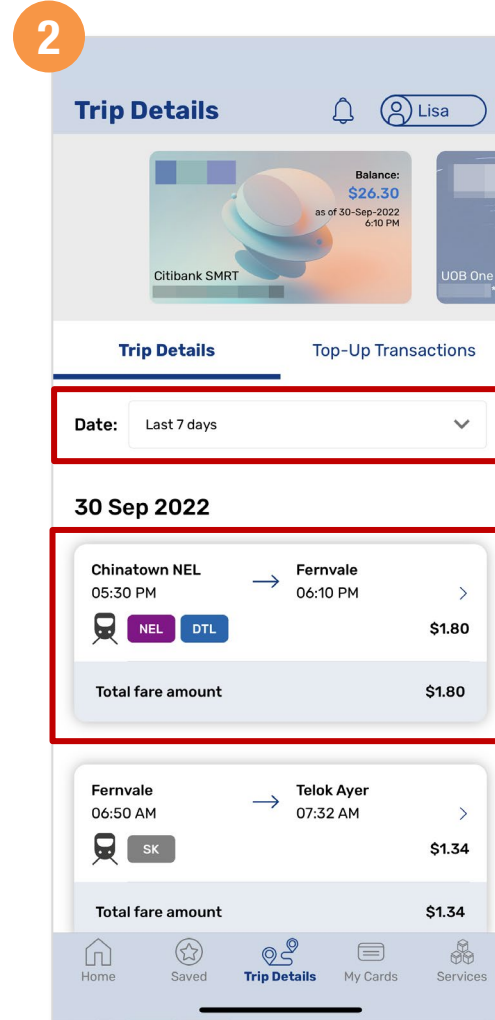 2
Trip Details
Lisa
Balance:
$26.30
as of 30-Sep-2022
6:10 PM
Citibank SMRT
UOB One
Trip Details
Top-Up Transactions
Date:
Last 7 days
30 Sep 2022
Chinatown NEL
Fernvale
05:30 PM
06:10 PM
NEL
DTL
$1.80
Total fare amount
$1.80
Fernvale
Telok Ayer
06:50 AM
07:32 AM
SK
$1.34
Total fare amount
$1.34
Home
Saved
Trip Details
My Cards
Services